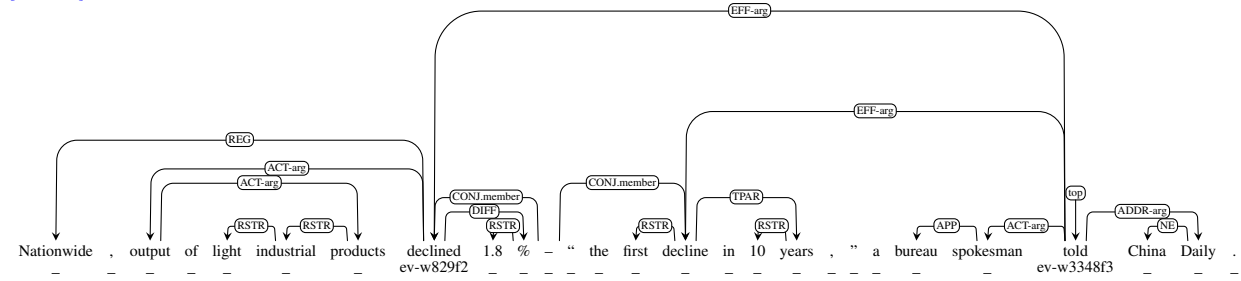 EFF-arg
EFF-arg
REG
ACT-arg
ACT-arg
CONJ.member
CONJ.member
TPAR
top
DIFF
ADDR-arg
RSTR RSTR RSTR RSTR RSTR APP ACT-arg NE
Nationwide , output of light industrial products declined 1.8 % – “ the first decline in 10 years , ” a bureau spokesman told China Daily .
_ _ _ _ _ _ _ ev-w829f2 _ _ _ _ _ _ _ _ _ _ _ _ _ _ _ ev-w3348f3 _ _ _